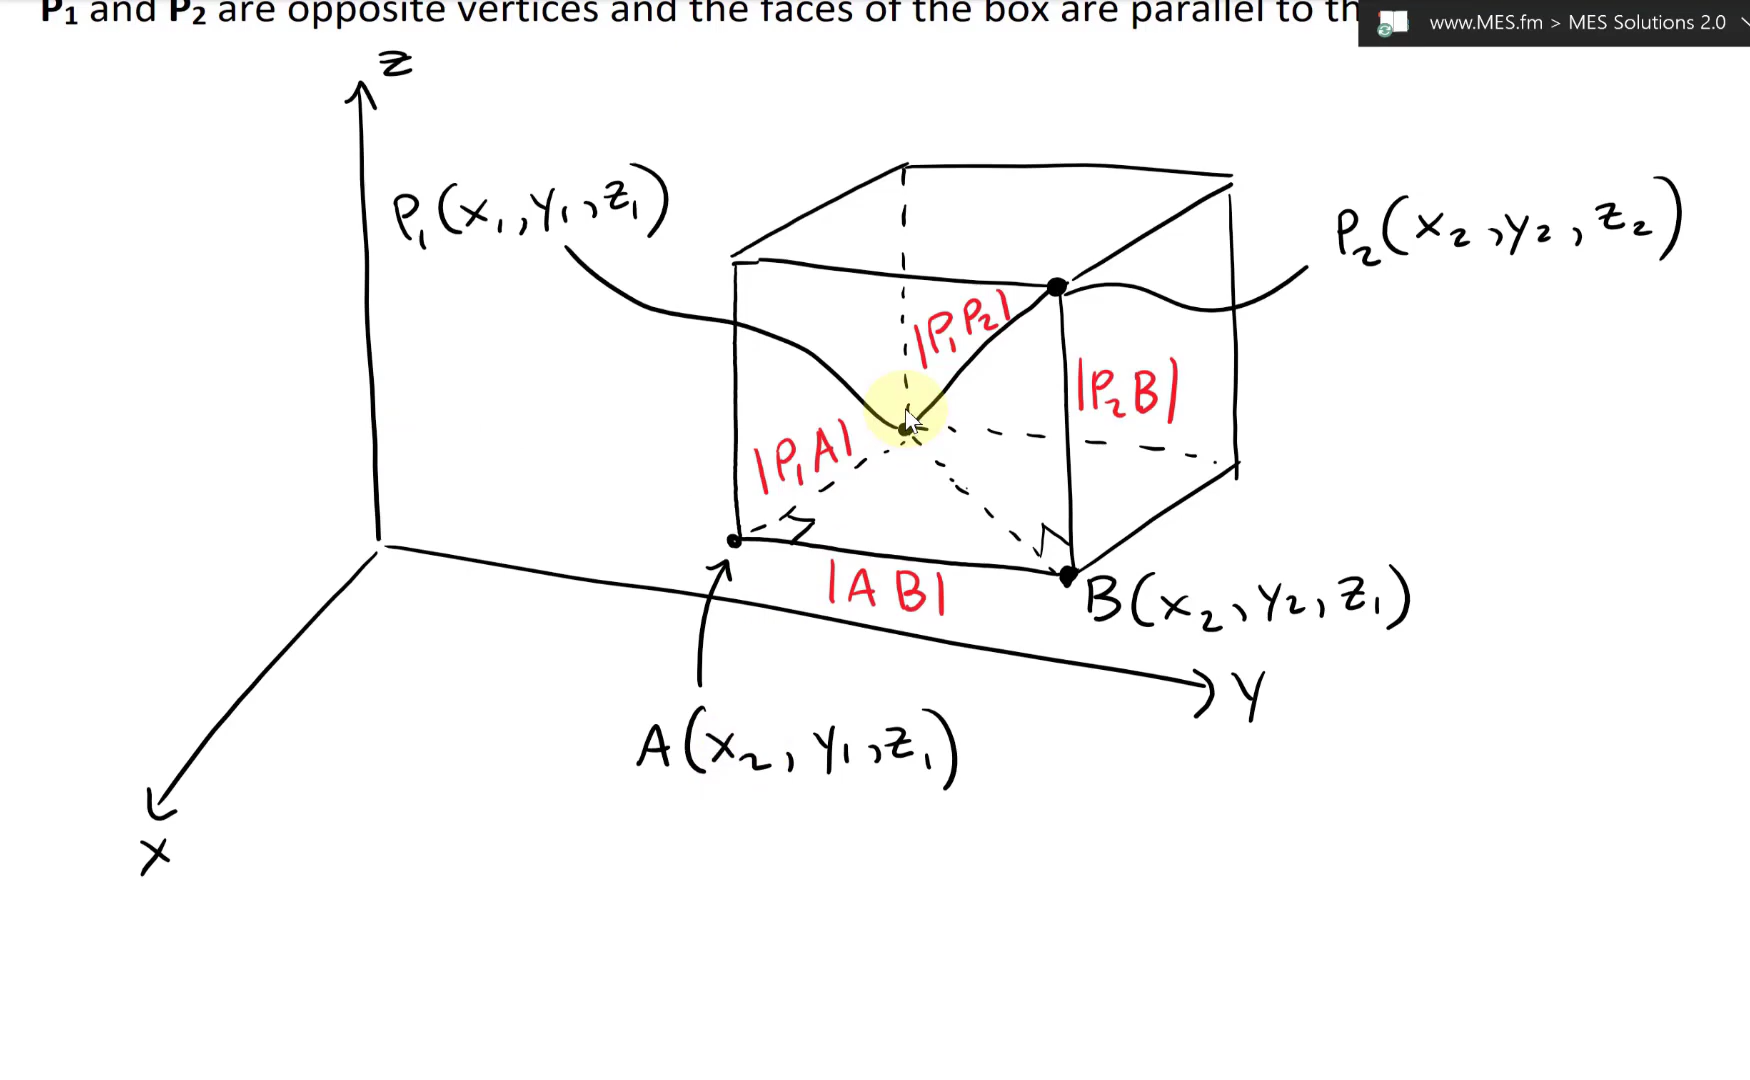 P₁ and P₂ are opposite vertices and the faces of the box are parallel to th
www.MES.fm > MES Solutions 2.0
Z
P₁(x₁,y₁,z₁)
P₂(x₂,y₂,z₂)
|P₁P₂|
|P₂B|
|P₁A|
|AB|
B(x₂,y₂,z₁)
Y
A(x₂,y₁,z₁)
X